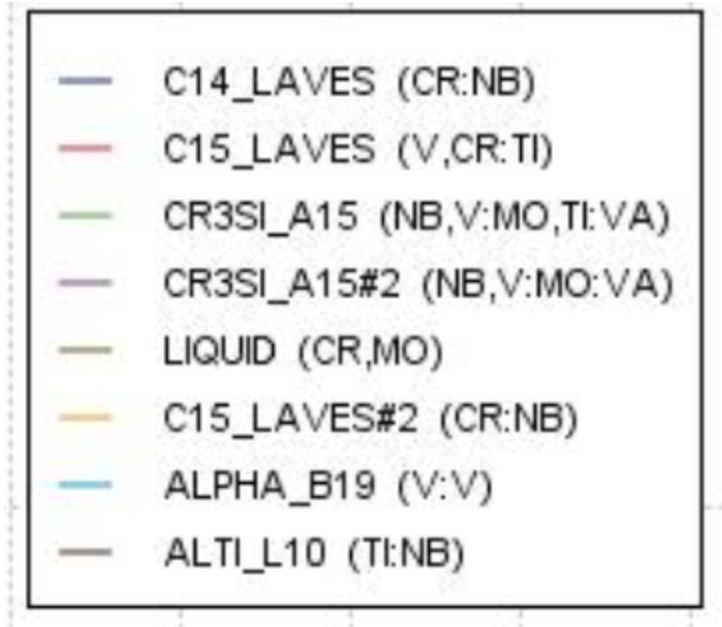 C14_LAVES (CR:NB)
C15_LAVES (V,CR:TI)
CR3SI_A15 (NB,V:MO,TI:VA)
CR3SI_A15#2 (NB,V:MO:VA)
LIQUID (CR,MO)
C15_LAVES#2 (CR:NB)
ALPHA_B19 (V:V)
ALTI_L10 (TI:NB)